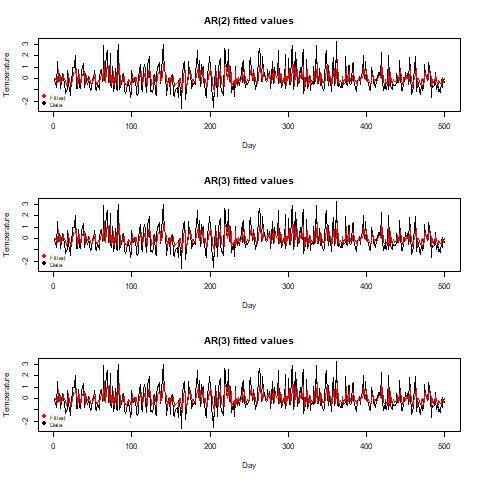 AR(2) fitted values
Temperature
3
2
1
0
-2
Fitted
Data
0 100 200 300 400 500
Day
AR(3) fitted values
Temperature
3
2
1
0
-2
Fitted
Data
0 100 200 300 400 500
Day
AR(3) fitted values
Temperature
3
2
1
0
-2
Fitted
Data
0 100 200 300 400 500
Day